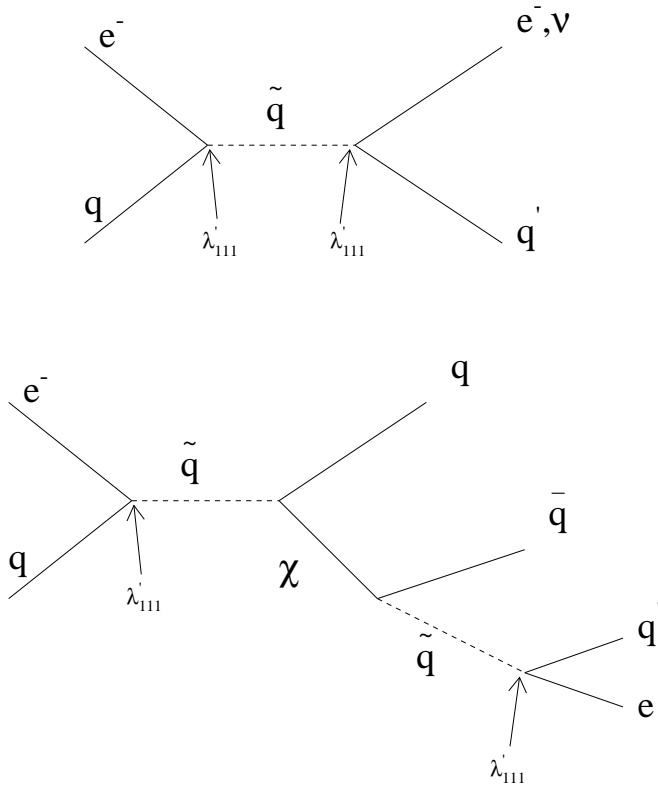 e⁻ e⁻,ν
q̃
q
λ'₁₁₁ λ'₁₁₁ q'
e⁻ q
q̃
q̄
q χ
λ'₁₁₁ q'
q̃
e
λ'₁₁₁